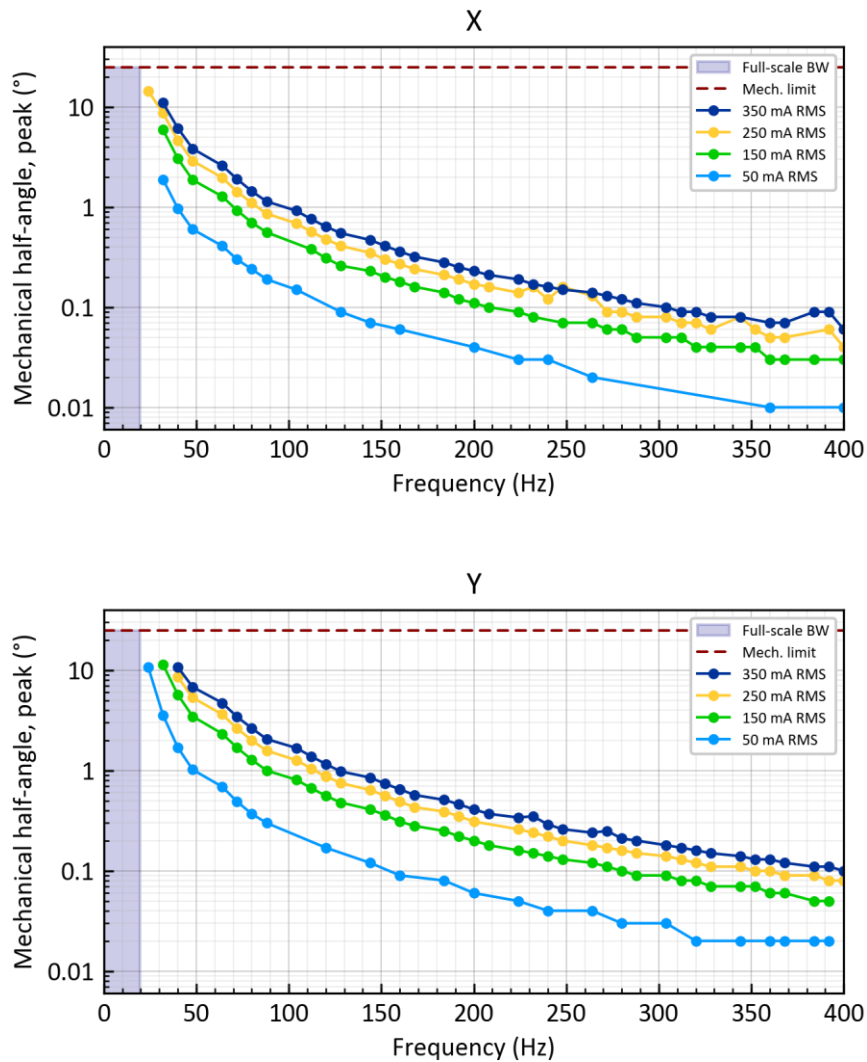 X
Mechanical half-angle, peak (°)
10
1
0.1
0.01
0
50
100
150
200
250
300
350
400
Frequency (Hz)
Full-scale BW
Mech. limit
350 mA RMS
250 mA RMS
150 mA RMS
50 mA RMS
Y
Mechanical half-angle, peak (°)
10
1
0.1
0.01
0
50
100
150
200
250
300
350
400
Frequency (Hz)
Full-scale BW
Mech. limit
350 mA RMS
250 mA RMS
150 mA RMS
50 mA RMS